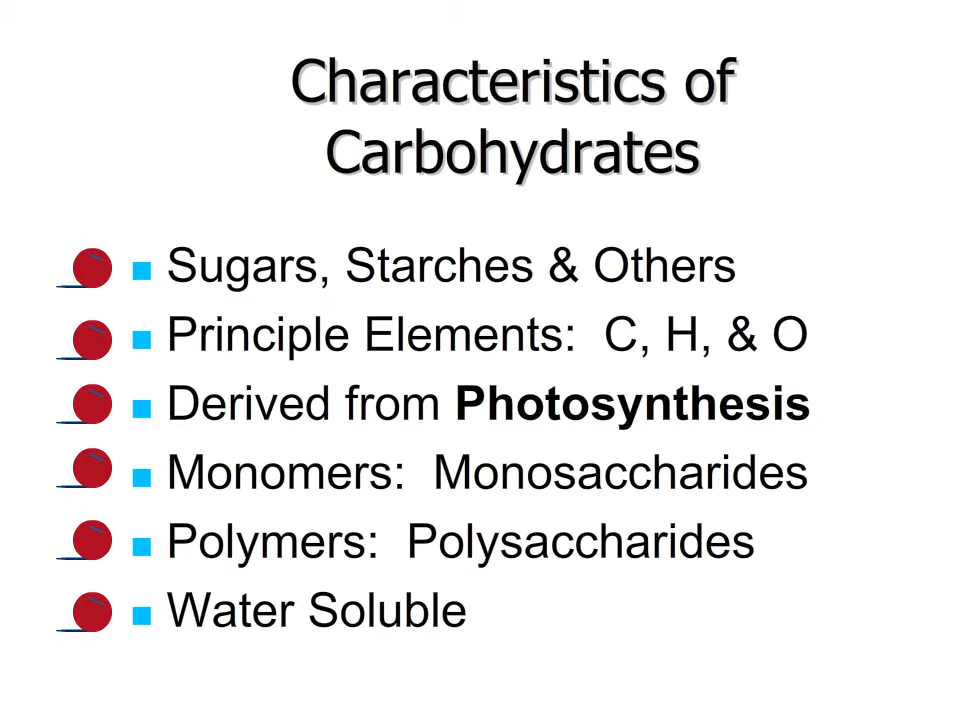 Characteristics of
Carbohydrates
Sugars, Starches & Others
Principle Elements:  C, H, & O
Derived from Photosynthesis
Monomers:  Monosaccharides
Polymers:  Polysaccharides
Water Soluble